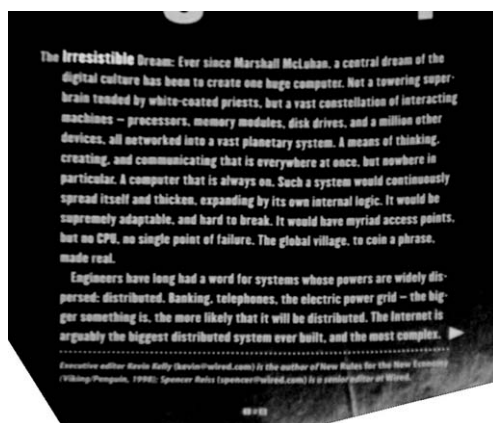 The Irresistible Dream: Ever since Marshall McLuhan, a central dream of the
digital culture has been to create one huge computer. Not a towering super-
brain tended by white-coated priests, but a vast constellation of interacting
machines – processors, memory modules, disk drives, and a million other
devices, all networked into a vast planetary system. A means of thinking,
creating, and communicating that is everywhere at once, but nowhere in
particular. A computer that is always on. Such a system would continuously
spread itself and thicken, expanding by its own internal logic. It would be
supremely adaptable, and hard to break. It would have myriad access points,
but no CPU, no single point of failure. The global village, to coin a phrase,
made real.
Engineers have long had a word for systems whose powers are widely dis-
persed: distributed. Banking, telephones, the electric power grid – the big-
ger something is, the more likely that it will be distributed. The Internet is
arguably the biggest distributed system ever built, and the most complex.
Executive editor Kevin Kelly (kevin@wired.com) is the author of New Rules for the New Economy
(Viking/Penguin, 1998); Spencer Reiss (spencer@wired.com) is a senior editor at Wired.